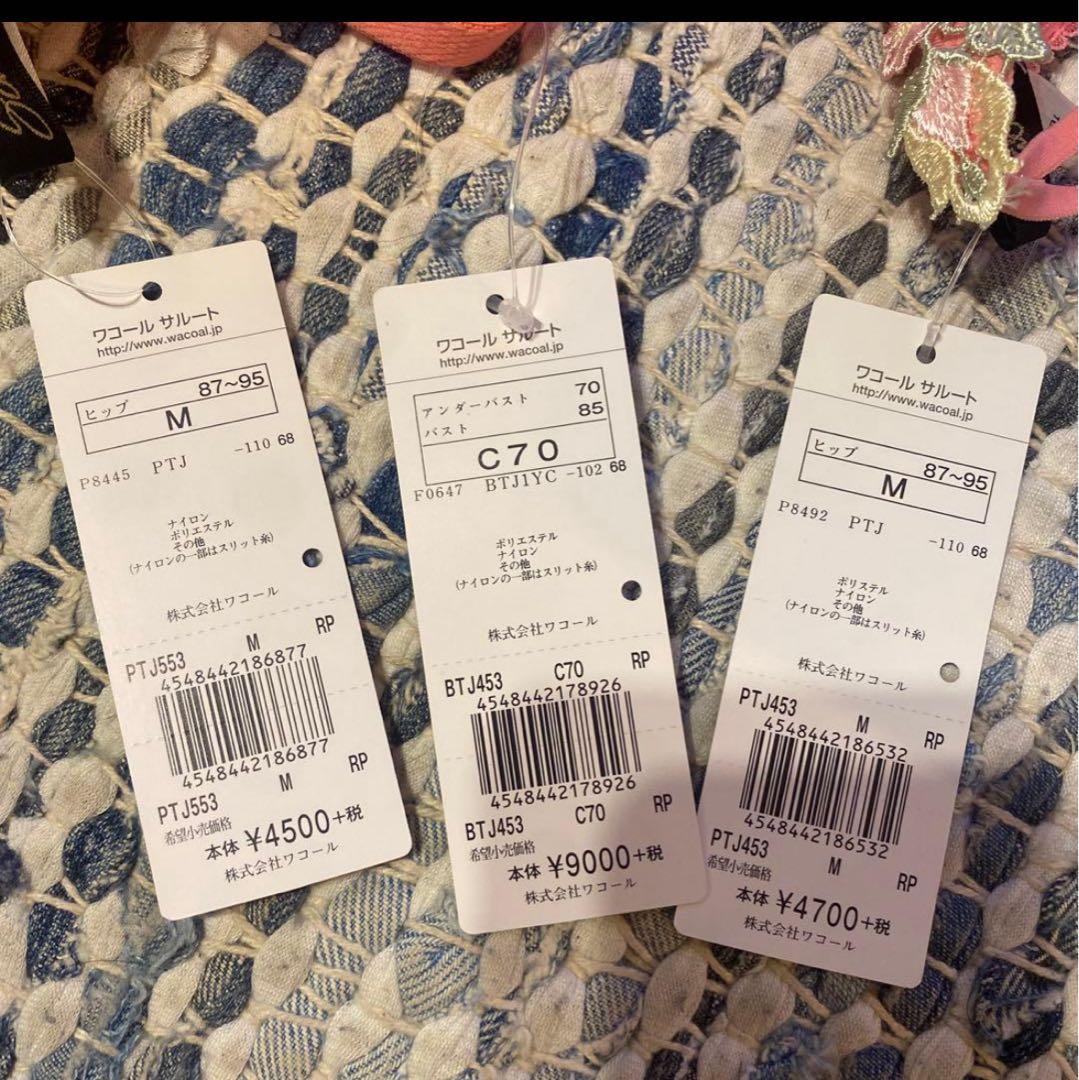 ワコール サルート
http://www.wacoal.jp
ヒップ 87~95
M
P8445 PTJ -110 68
ナイロン
ポリエステル
その他
(ナイロンの一部はスリット糸)
株式会社ワコール
PTJ553 M RP
4548442186877
4548442186877
PTJ553 M RP
希望小売価格
本体 ¥4500+税
株式会社ワコール
ワコール サルート
http://www.wacoal.jp
アンダーバスト 70
バスト 85
C70
F0647 BTJ1YC -102 68
ポリエステル
ナイロン
その他
(ナイロンの一部はスリット糸)
株式会社ワコール
BTJ453 C70 RP
4548442178926
4548442178926
BTJ453 C70 RP
希望小売価格
本体 ¥9000+税
株式会社ワコール
ワコール サルート
http://www.wacoal.jp
ヒップ 87~95
M
P8492 PTJ -110 68
ポリステル
ナイロン
その他
(ナイロンの一部はスリット糸)
株式会社ワコール
PTJ453 M RP
4548442186532
4548442186532
PTJ453 M RP
希望小売価格
本体 ¥4700+税
株式会社ワコール